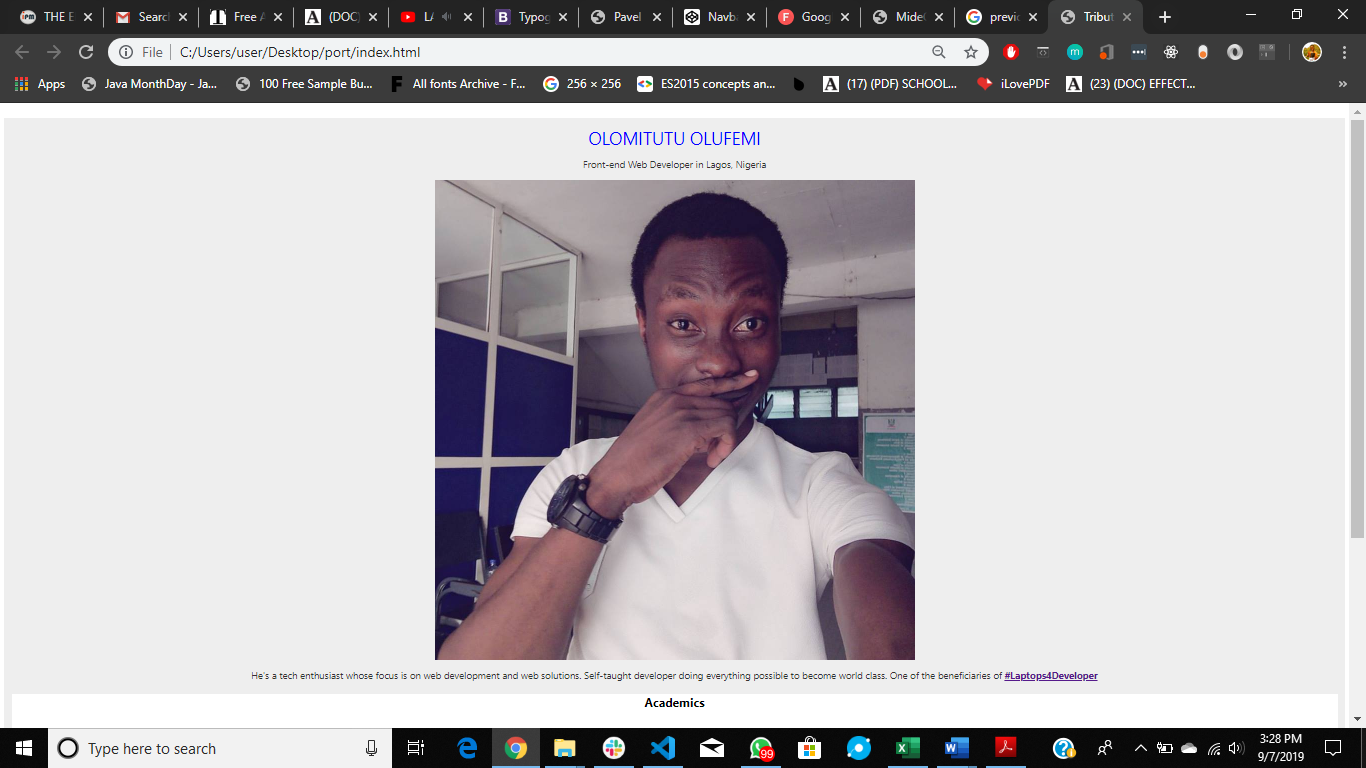 THE E
Searc
Free A
(DOC)
LA
Typog
Pavel
Navba
Goog
Mide
previc
Tribut
File
C:/Users/user/Desktop/port/index.html
Apps
Java MonthDay - Ja...
100 Free Sample Bu...
All fonts Archive - F...
256 × 256
ES2015 concepts an...
(17) (PDF) SCHOOL...
iLovePDF
(23) (DOC) EFFECT...
»
OLOMITUTU OLUFEMI
Front-end Web Developer in Lagos, Nigeria
He's a tech enthusiast whose focus is on web development and web solutions. Self-taught developer doing everything possible to become world class. One of the beneficiaries of #Laptops4Developer
Academics
Type here to search
99
3:28 PM
9/7/2019